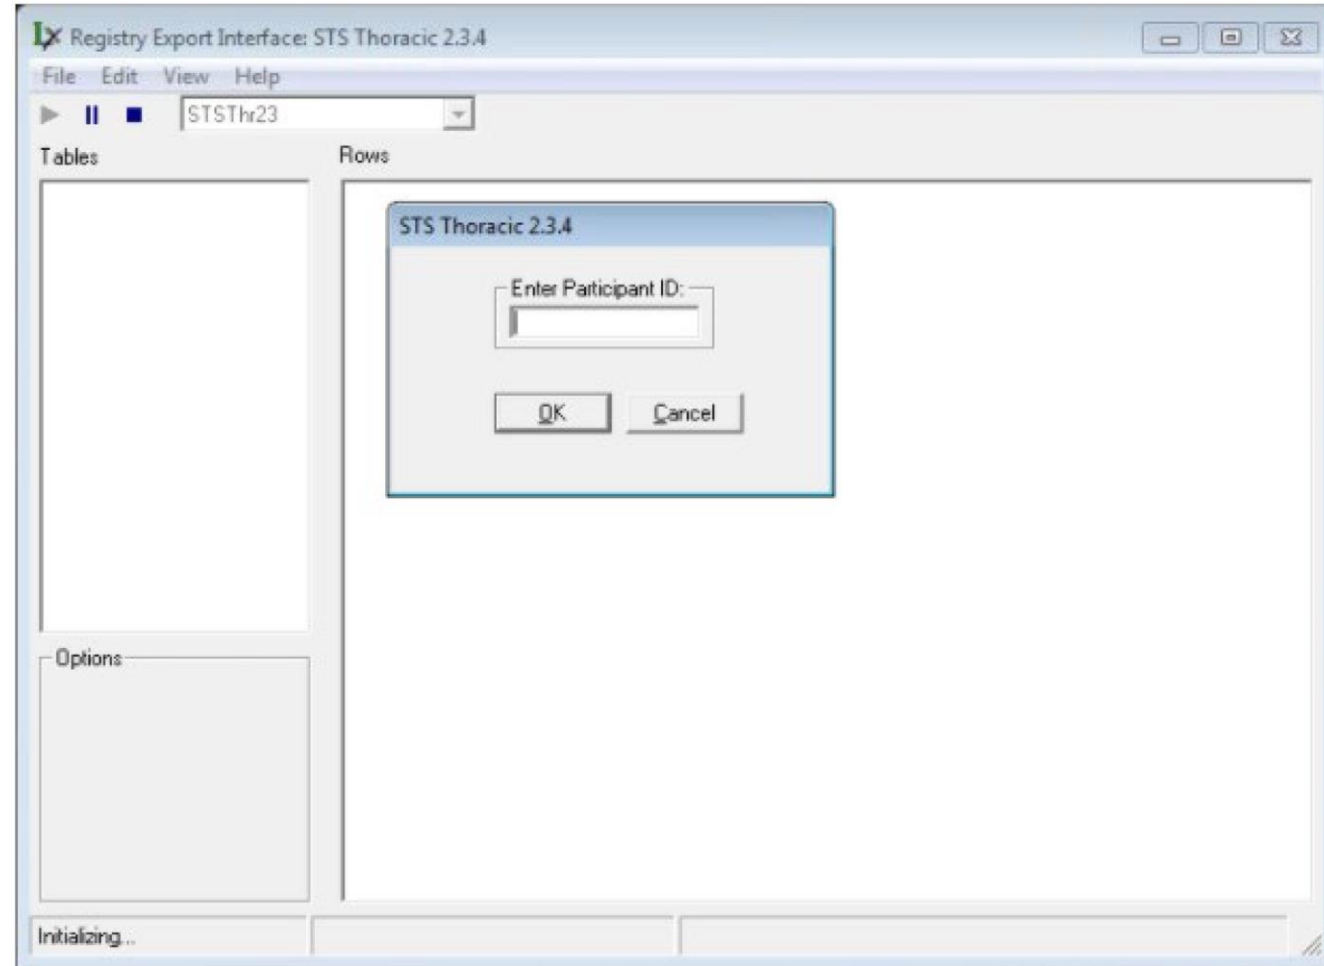 Lx Registry Export Interface: STS Thoracic 2.3.4
File Edit View Help
STSThr23
Tables Rows
STS Thoracic 2.3.4
Enter Participant ID:
OK Cancel
Options
Initializing...